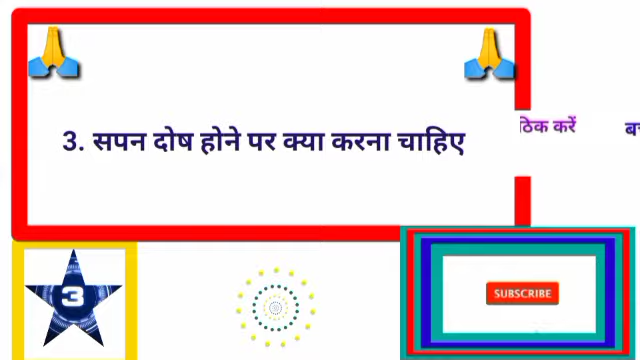 3. सपन दोष होने पर क्या करना चाहिए
ठिक करें
3
SUBSCRIBE